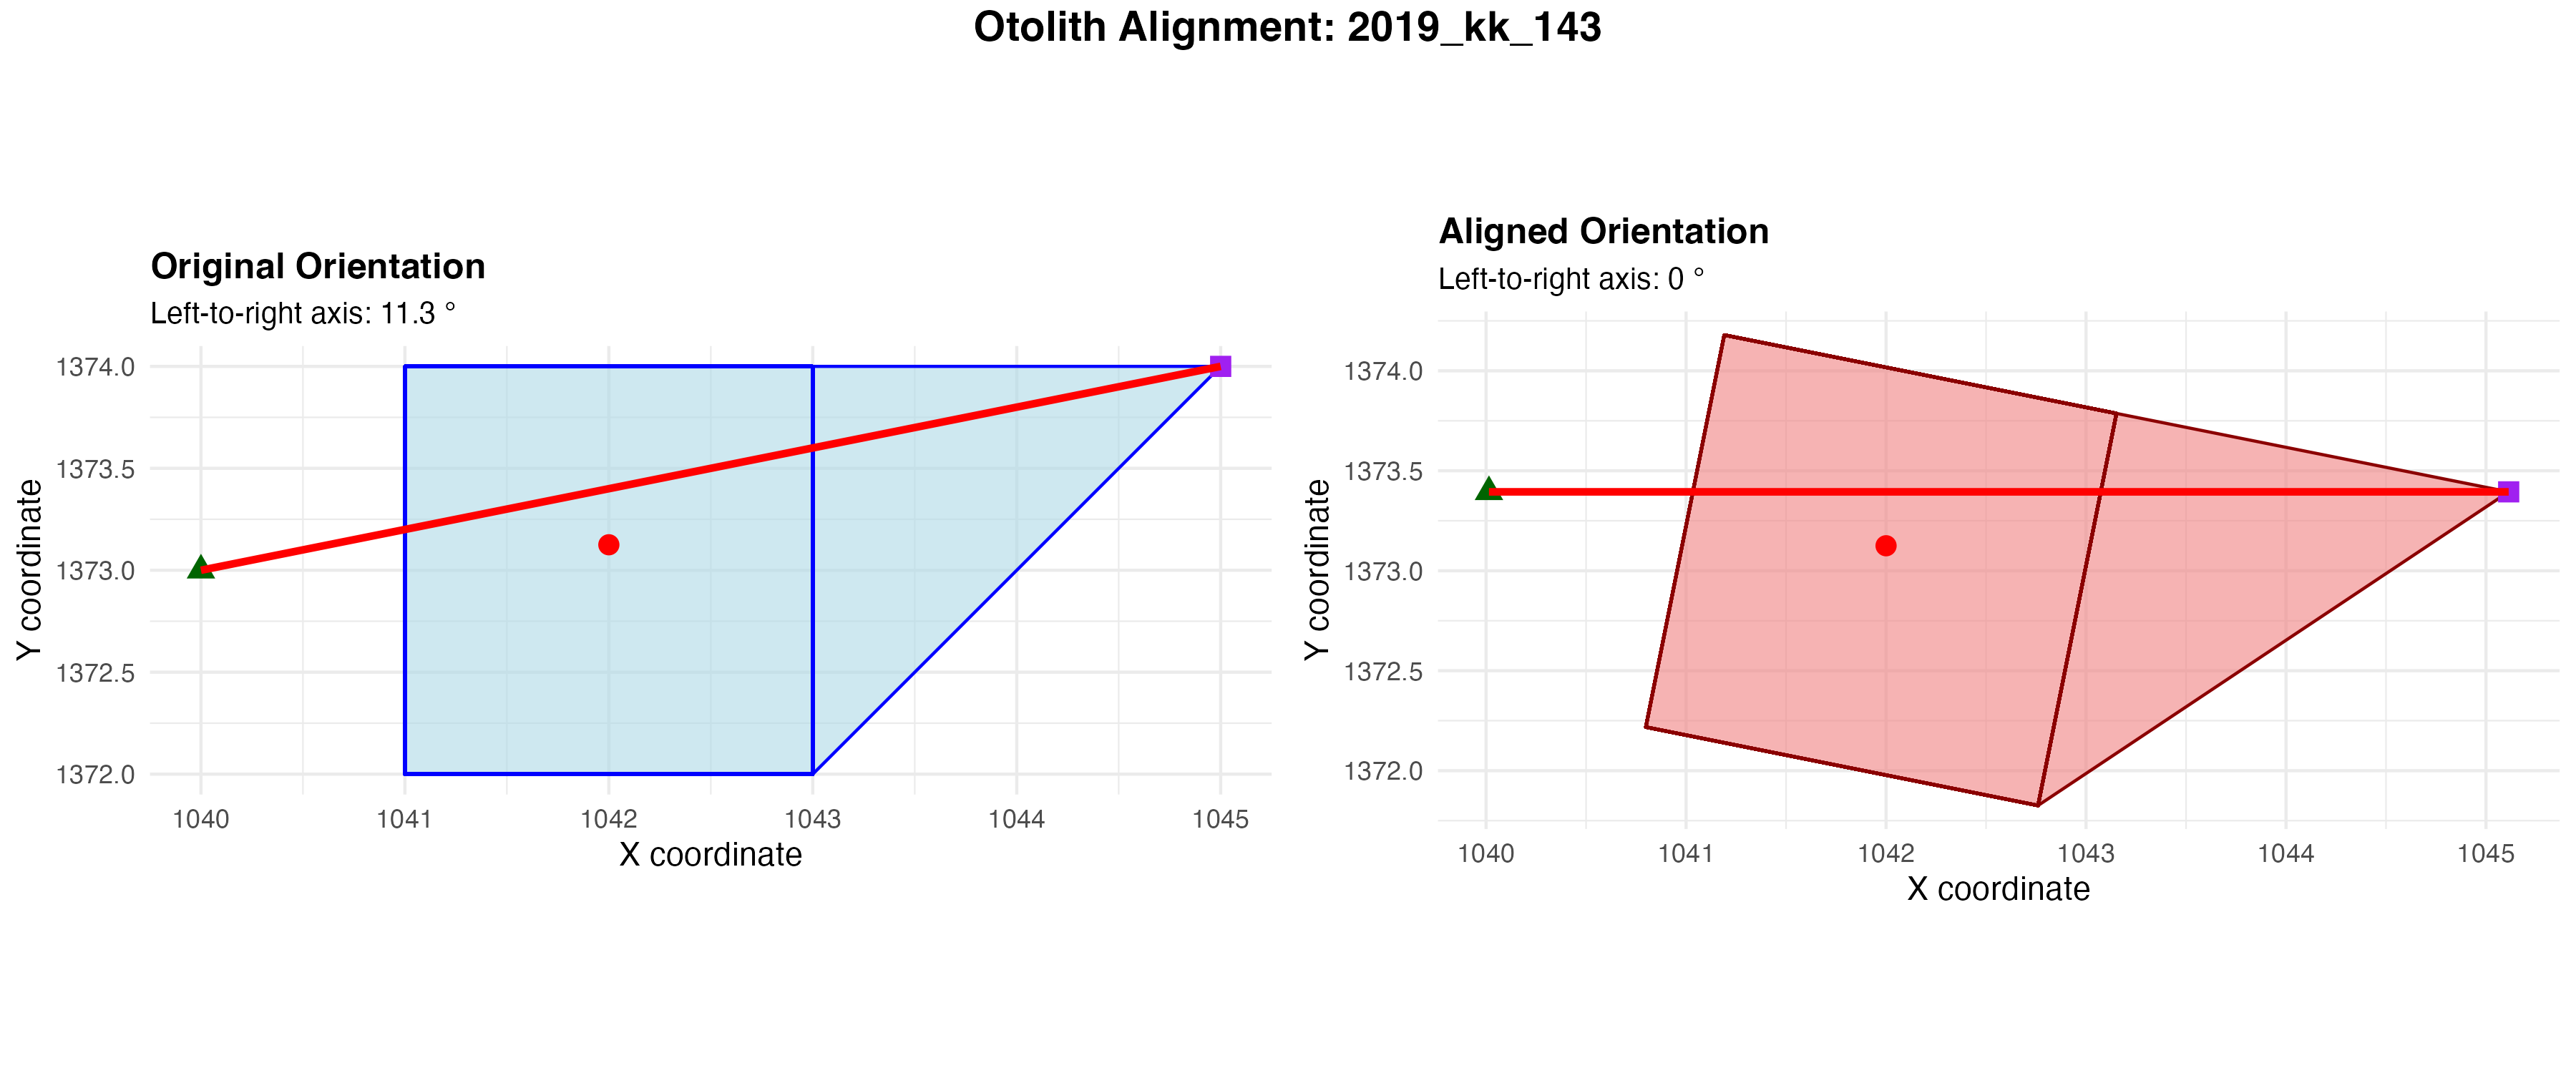 Otolith Alignment: 2019_kk_143
Original Orientation
Left-to-right axis: 11.3 °
Y coordinate
1374.0
1373.5
1373.0
1372.5
1372.0
1040 1041 1042 1043 1044 1045
X coordinate
Aligned Orientation
Left-to-right axis: 0 °
Y coordinate
1374.0
1373.5
1373.0
1372.5
1372.0
1040 1041 1042 1043 1044 1045
X coordinate